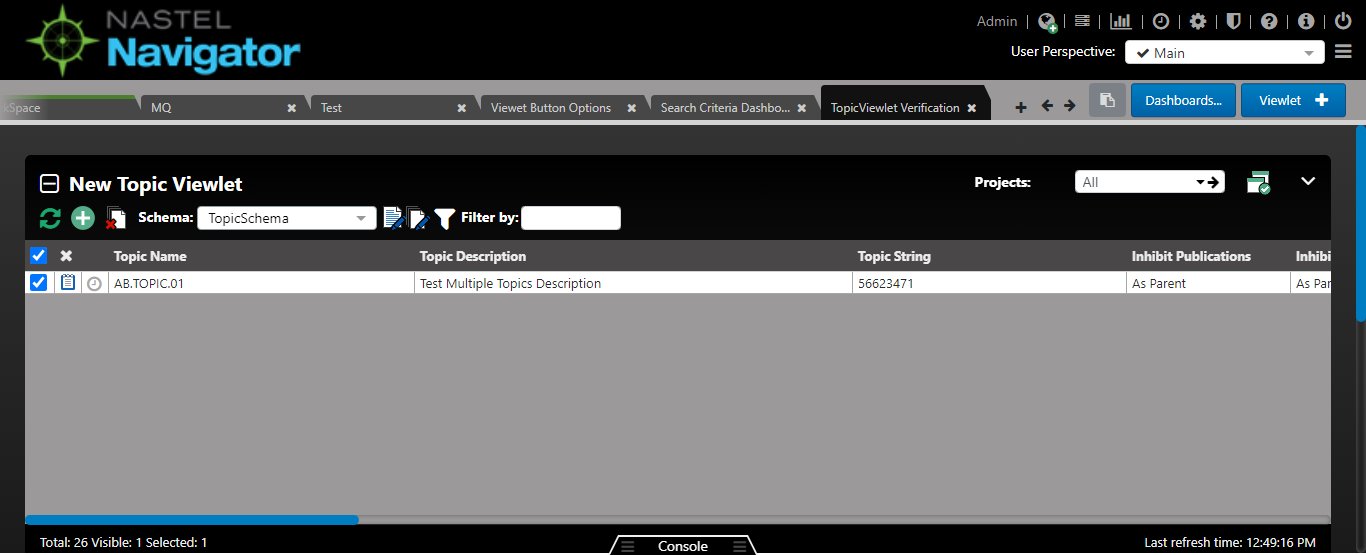 NASTEL
Navigator
Admin
User Perspective: Main
Space
MQ
Test
Viewet Button Options
Search Criteria Dashbo...
TopicViewlet Verification
Dashboards...
Viewlet
New Topic Viewlet
Projects: All
Schema: TopicSchema Filter by:
Topic Name Topic Description Topic String Inhibit Publications Inhibi
AB.TOPIC.01 Test Multiple Topics Description 56623471 As Parent As Par
Total: 26 Visible: 1 Selected: 1
Console
Last refresh time: 12:49:16 PM